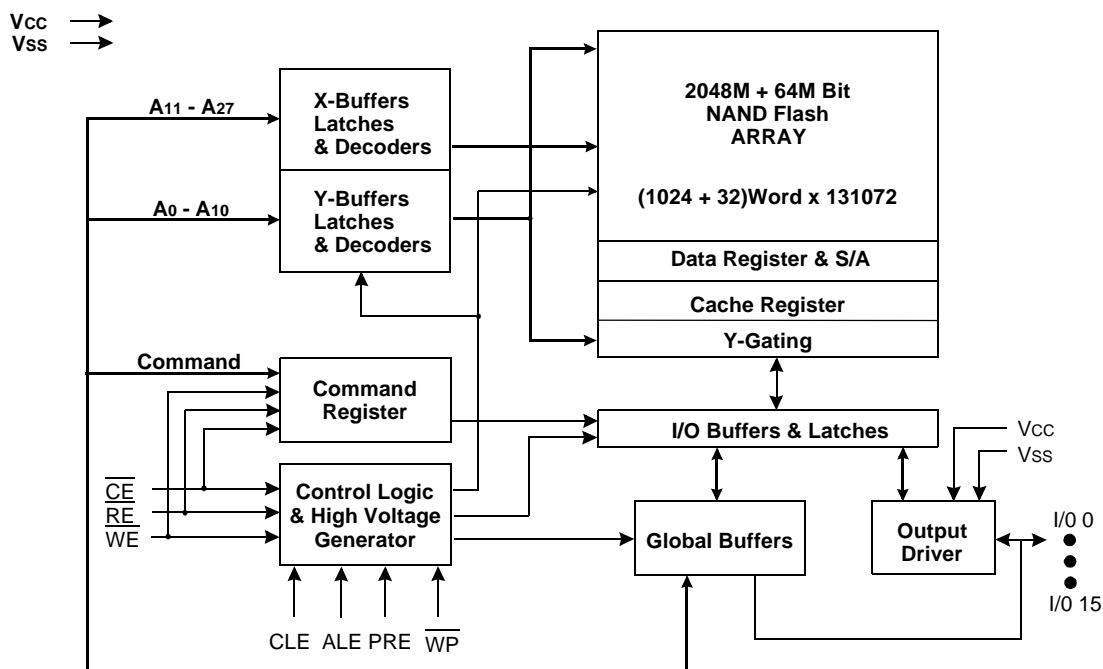 VCC
VSS
A11 - A27
X-Buffers
Latches
& Decoders
2048M + 64M Bit
NAND Flash
ARRAY
(1024 + 32)Word x 131072
A0 - A10
Y-Buffers
Latches
& Decoders
Data Register & S/A
Cache Register
Y-Gating
Command
Command
Register
I/O Buffers & Latches
VCC
VSS
CE
RE
WE
Control Logic
& High Voltage
Generator
Global Buffers
Output
Driver
I/0 0
I/0 15
CLE
ALE
PRE
WP